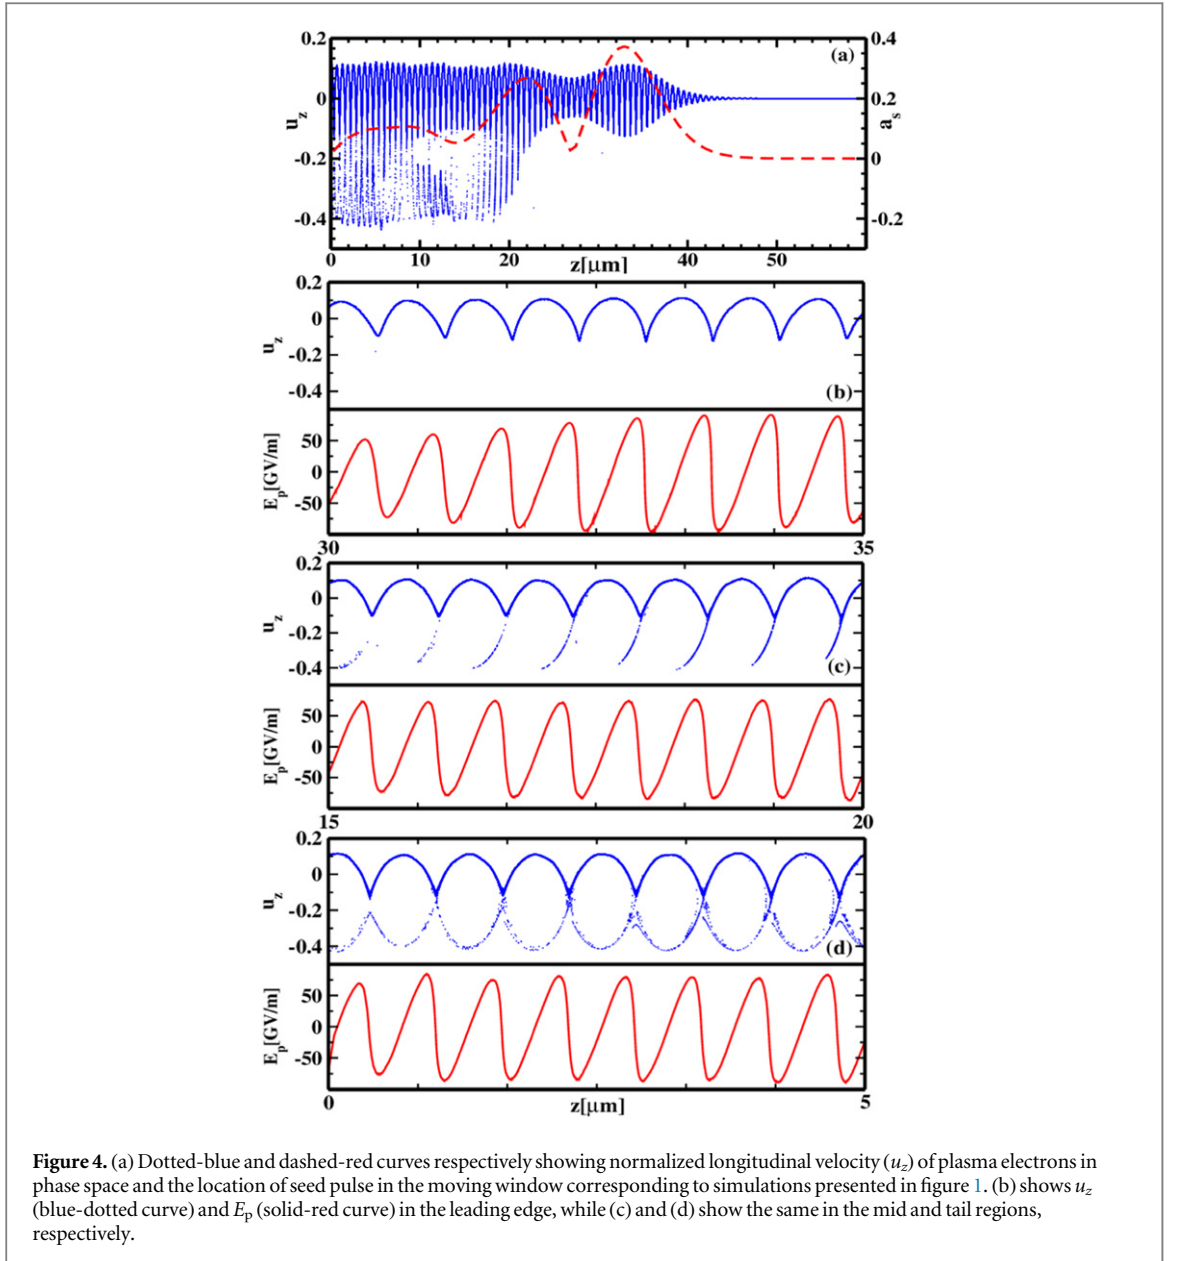 0.2
0
-0.2
-0.4
u_z
(a)
0.4
0.2
0
-0.2
a_s
0 10 20 z[μm] 40 50
0.2
0
-0.2
-0.4
u_z
(b)
50
0
-50
E_p[GV/m]
30 35
0.2
0
-0.2
-0.4
u_z
(c)
50
0
-50
E_p[GV/m]
15 20
0.2
0
-0.2
-0.4
u_z
(d)
50
0
-50
E_p[GV/m]
0 z[μm] 5
Figure 4. (a) Dotted-blue and dashed-red curves respectively showing normalized longitudinal velocity (u_z) of plasma electrons in
phase space and the location of seed pulse in the moving window corresponding to simulations presented in figure 1. (b) shows u_z
(blue-dotted curve) and E_p (solid-red curve) in the leading edge, while (c) and (d) show the same in the mid and tail regions,
respectively.